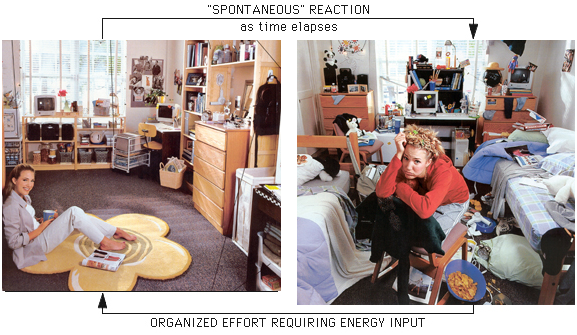 "SPONTANEOUS" REACTION
as time elapses
ORGANIZED EFFORT REQUIRING ENERGY INPUT